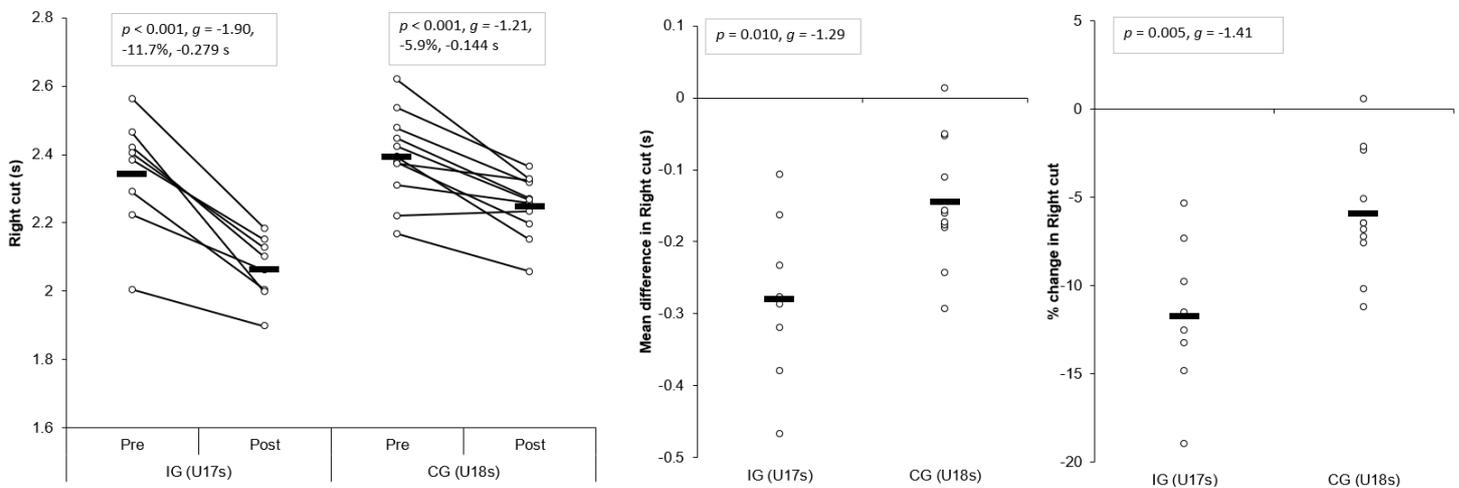 p < 0.001, g = -1.90,
-11.7%, -0.279 s
p < 0.001, g = -1.21,
-5.9%, -0.144 s
Right cut (s)
2.8
2.6
2.4
2.2
2
1.8
1.6
Pre
Post
Pre
Post
IG (U17s)
CG (U18s)
p = 0.010, g = -1.29
Mean difference in Right cut (s)
0.1
0
-0.1
-0.2
-0.3
-0.4
-0.5
IG (U17s)
CG (U18s)
p = 0.005, g = -1.41
% change in Right cut
5
0
-5
-10
-15
-20
IG (U17s)
CG (U18s)